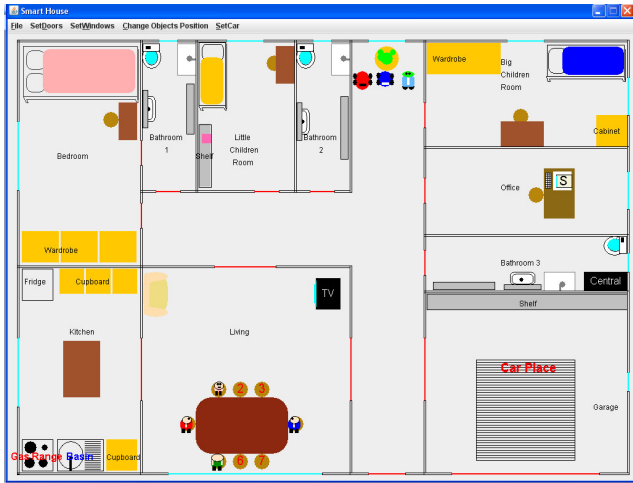 Smart House
File SetDoors SetWindows Change Objects Position SetCar
Wardrobe
Big
Children
Room
Cabinet
Bathroom
1
Little
Children
Room
Shelf
Bathroom
2
Bedroom
Office
S
Wardrobe
Bathroom 3
Central
Fridge
Cupboard
TV
Shelf
Kitchen
Living
Car Place
Garage
2
3
6
7
Gas Range
Basin
Cupboard